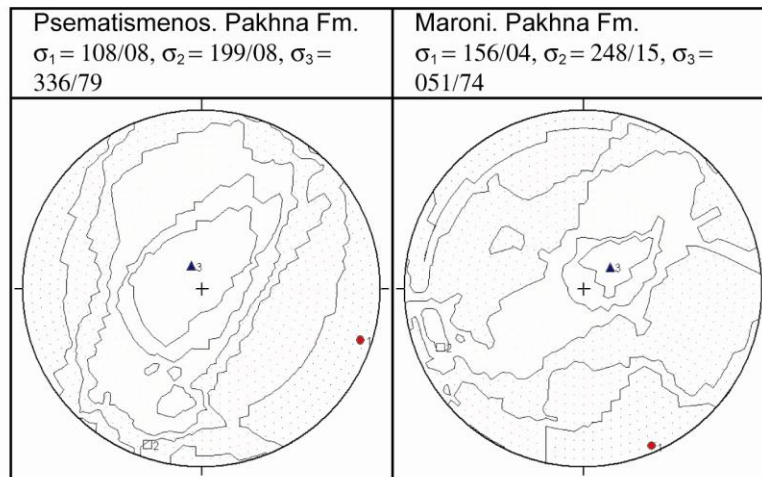 Psematismenos. Pakhna Fm.
σ₁ = 108/08, σ₂ = 199/08, σ₃ =
336/79
Maroni. Pakhna Fm.
σ₁ = 156/04, σ₂ = 248/15, σ₃ =
051/74
3
1
2
3
2
1